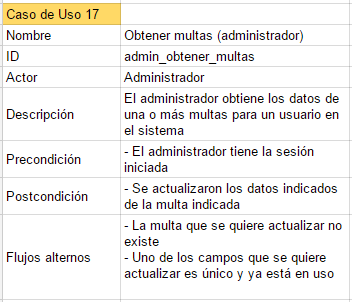 Caso de Uso 17
Nombre Obtener multas (administrador)
ID admin_obtener_multas
Actor Administrador
Descripción El administrador obtiene los datos de
una o más multas para un usuario en
el sistema
Precondición - El administrador tiene la sesión
iniciada
Postcondición - Se actualizaron los datos indicados
de la multa indicada
Flujos alternos - La multa que se quiere actualizar no
existe
- Uno de los campos que se quiere
actualizar es único y ya está en uso